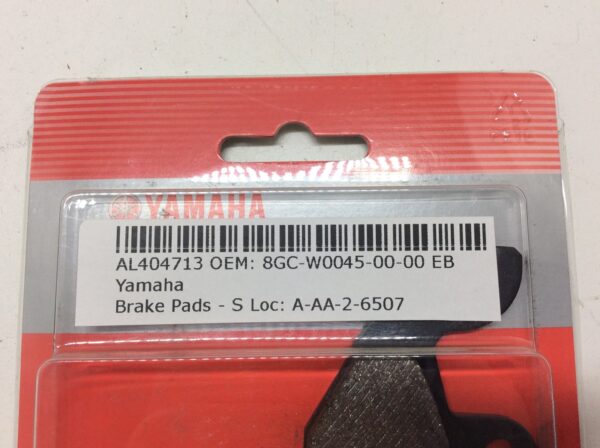 YAMAHA
AL404713 OEM: 8GC-W0045-00-00 EB
Yamaha
Brake Pads - S Loc: A-AA-2-6507